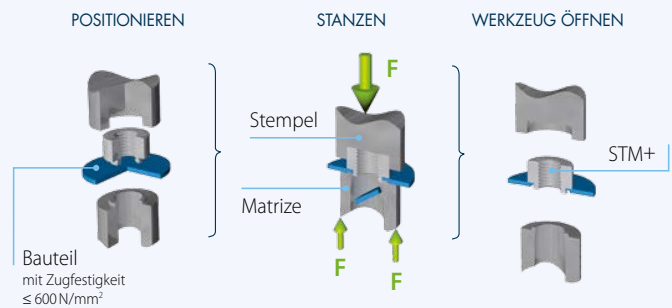 POSITIONIEREN
STANZEN
WERKZEUG ÖFFNEN
F
Stempel
STM+
Matrize
Bauteil
mit Zugfestigkeit
≤ 600 N/mm²
F
F